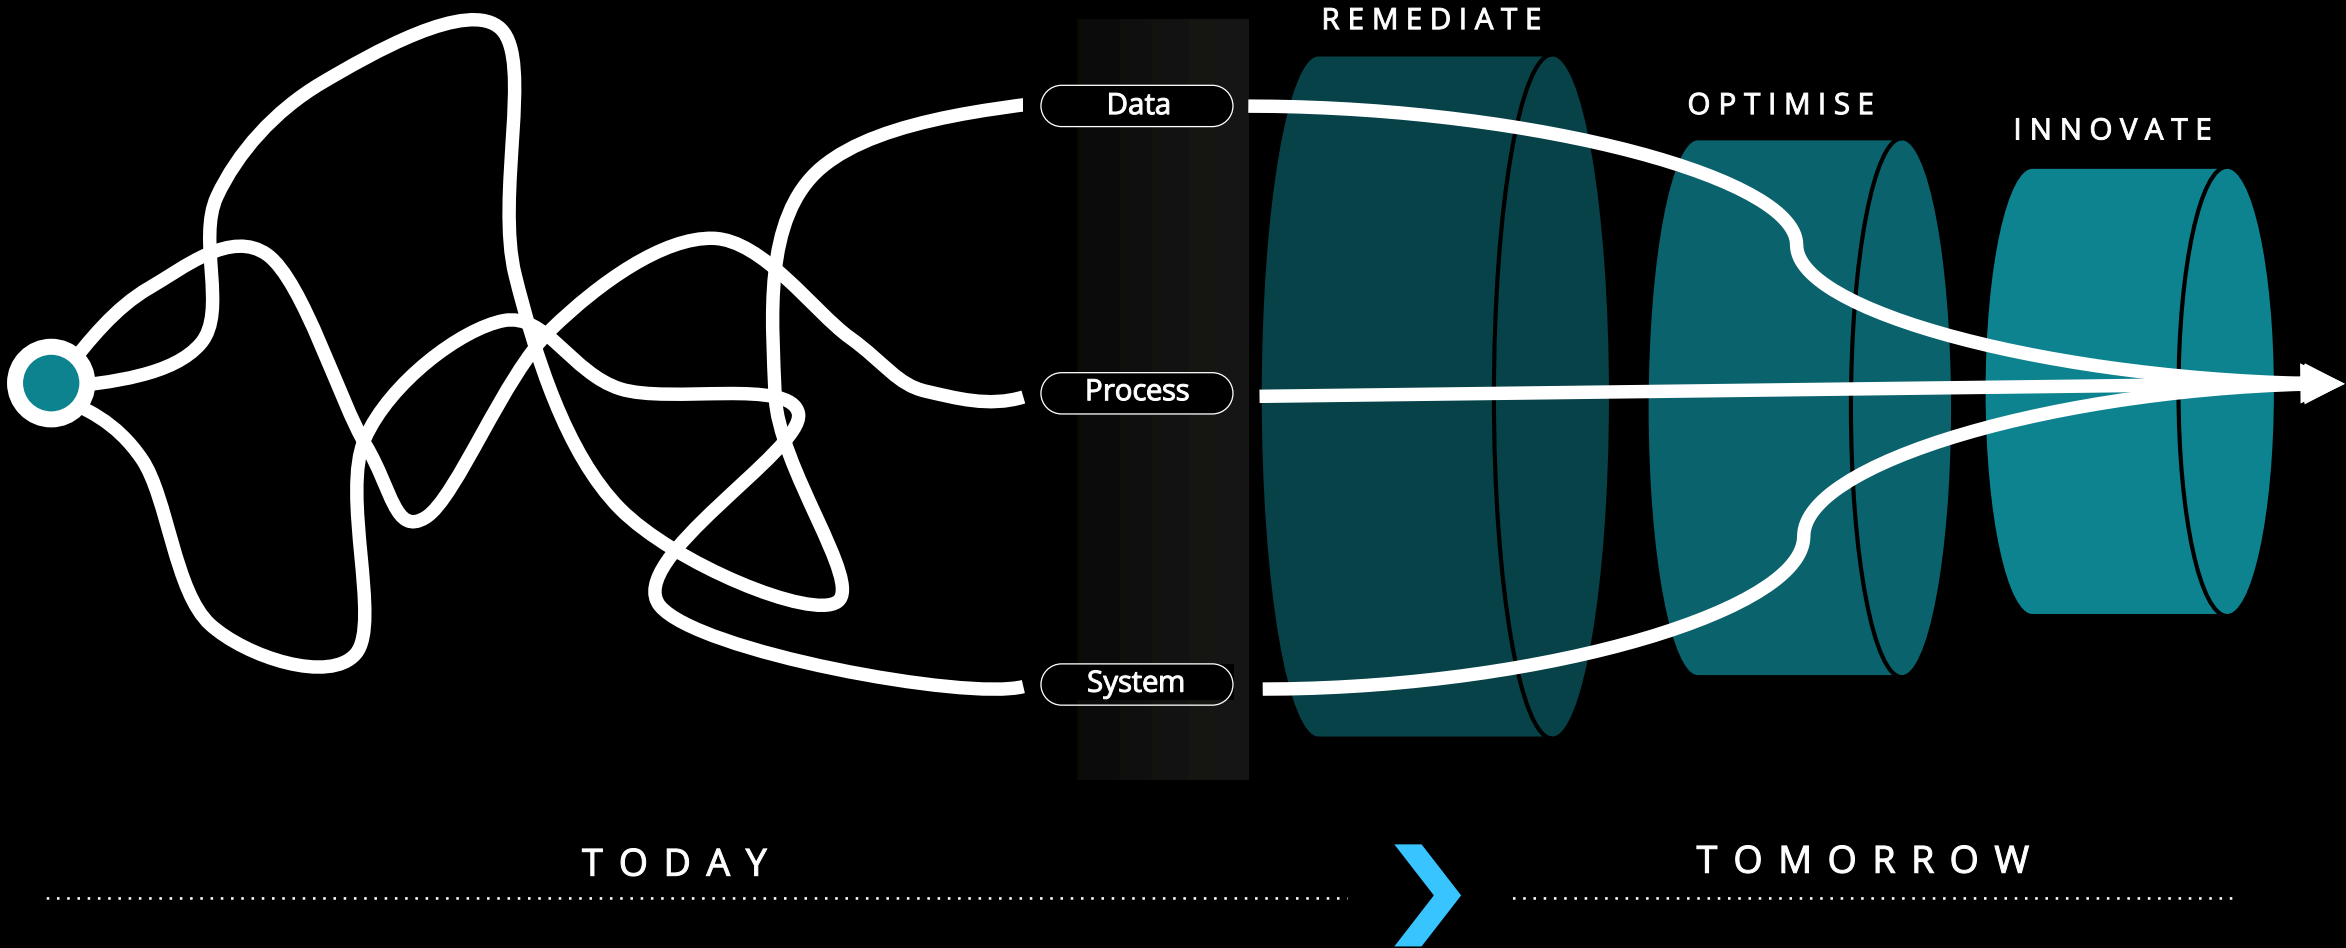 REMEDIATE
OPTIMISE
INNOVATE
Data
Process
System
TODAY
TOMORROW